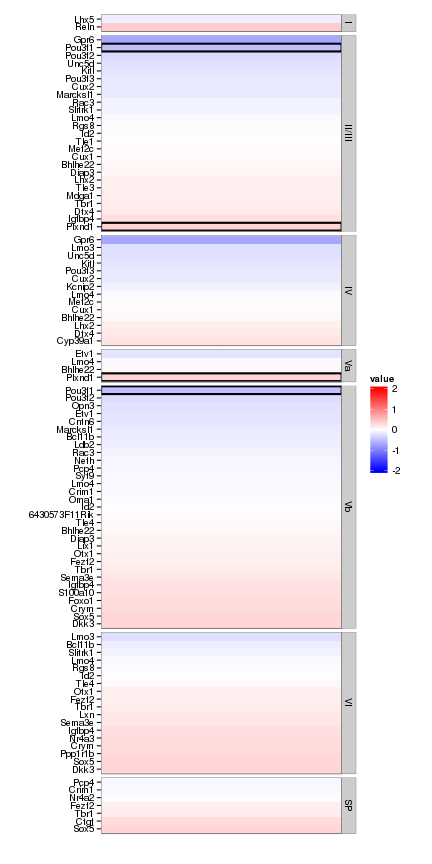 Lhx5
Reln
I
Gpr6
Pou3f1
Pou3f2
Unc5d
Kitl
Pou3f3
Cux2
Marcksl1
Rac3
Slitrk1
Lmo4
Rgs8
Id2
Tle1
Mef2c
Cux1
Bhlhe22
Diap3
Lhx2
Tle3
Mdga1
Tbr1
Dtx4
Igfbp4
Plxnd1
II/III
Gpr6
Lmo3
Unc5d
Kitl
Pou3f3
Cux2
Kcnip2
Lmo4
Mef2c
Cux1
Bhlhe22
Lhx2
Dtx4
Cyp39a1
IV
Etv1
Lmo4
Bhlhe22
Plxnd1
Va
Pou3f1
Pou3f2
Opn3
Etv1
Cntn6
Marcksl1
Bcl11b
Ldb2
Rac3
Nefh
Pcp4
Syt9
Lmo4
Crim1
Oma1
Id2
6430573F11Rik
Tle4
Bhlhe22
Diap3
Lix1
Otx1
Fezf2
Tbr1
Sema3e
Igfbp4
S100a10
Foxo1
Crym
Sox5
Dkk3
Vb
Lmo3
Bcl11b
Slitrk1
Lmo4
Rgs8
Id2
Tle4
Otx1
Fezf2
Tbr1
Lxn
Sema3e
Igfbp4
Nr4a3
Crym
Ppp1r1b
Sox5
Dkk3
VI
Pcp4
Crim1
Nr4a2
Fezf2
Tbr1
Ctgf
Sox5
SP
value
2
1
0
-1
-2